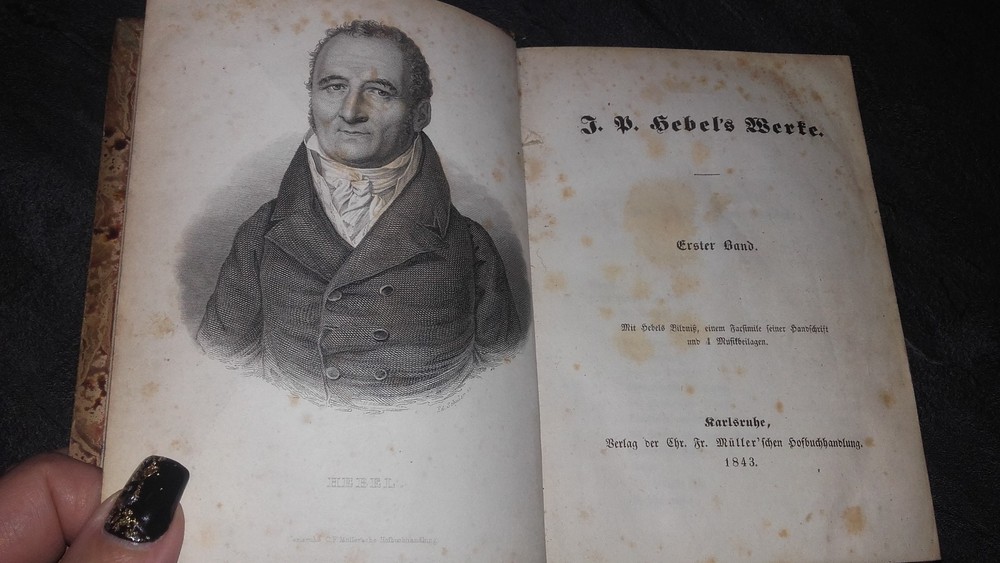 HEBEL.
J. P. Hebel's Werke.
Erster Band.
Mit Hebels Bildniß, einem Facsimile seiner Handschrift
und 4 Musikbeilagen.
Karlsruhe,
Verlag der Chr. Fr. Müller'schen Hofbuchhandlung.
1843.